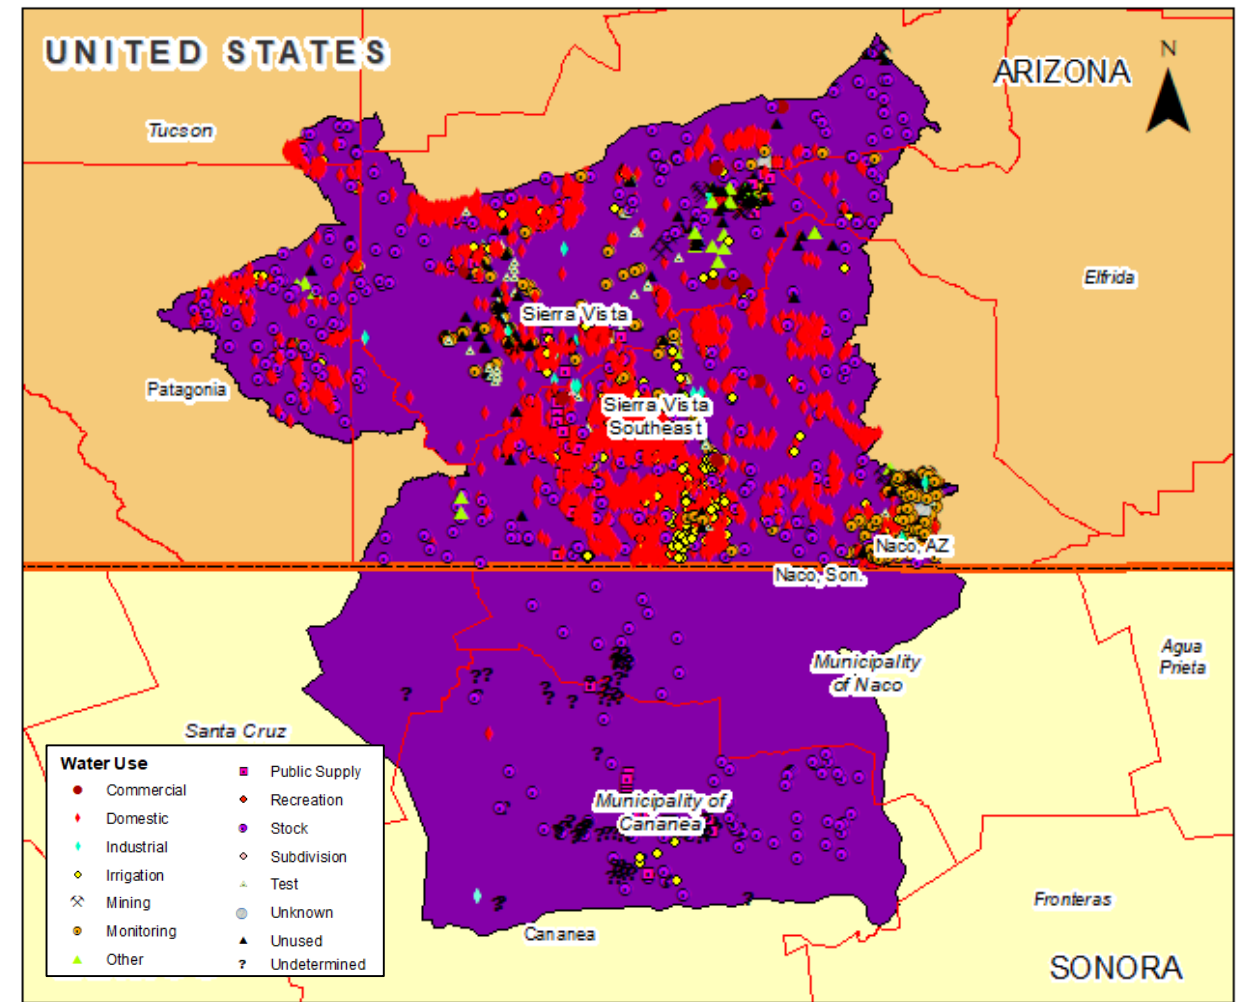 UNITED STATES
ARIZONA
N
Tucson
Elfrida
Sierra Vista
Patagonia
Sierra Vista
Southeast
Naco, AZ
Naco, Son.
Municipality
of Naco
Agua
Prieta
Santa Cruz
Water Use
Commercial
Domestic
Industrial
Irrigation
Mining
Monitoring
Other
Public Supply
Recreation
Stock
Subdivision
Test
Unknown
Unused
? Undetermined
Municipality of
Cananea
Fronteras
Cananea
SONORA